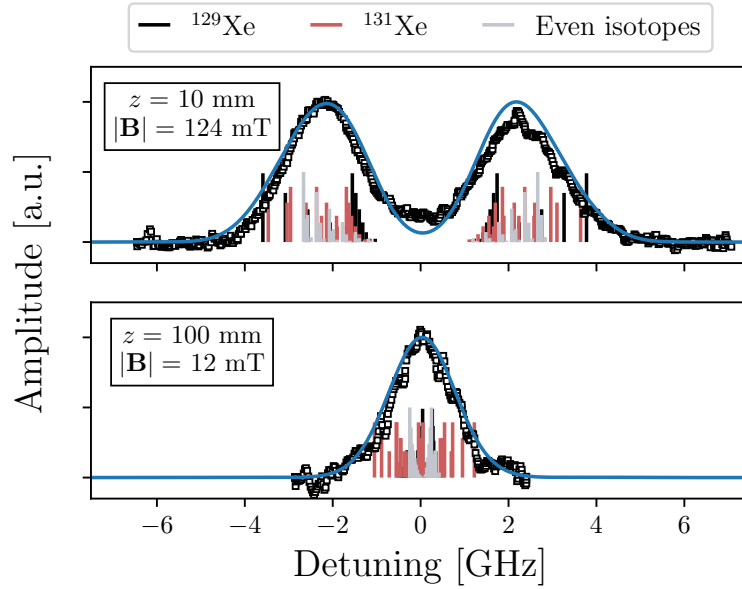 ¹²⁹Xe ¹³¹Xe Even isotopes
z = 10 mm
|B| = 124 mT
z = 100 mm
|B| = 12 mT
Amplitude [a.u.]
−6 −4 −2 0 2 4 6
Detuning [GHz]